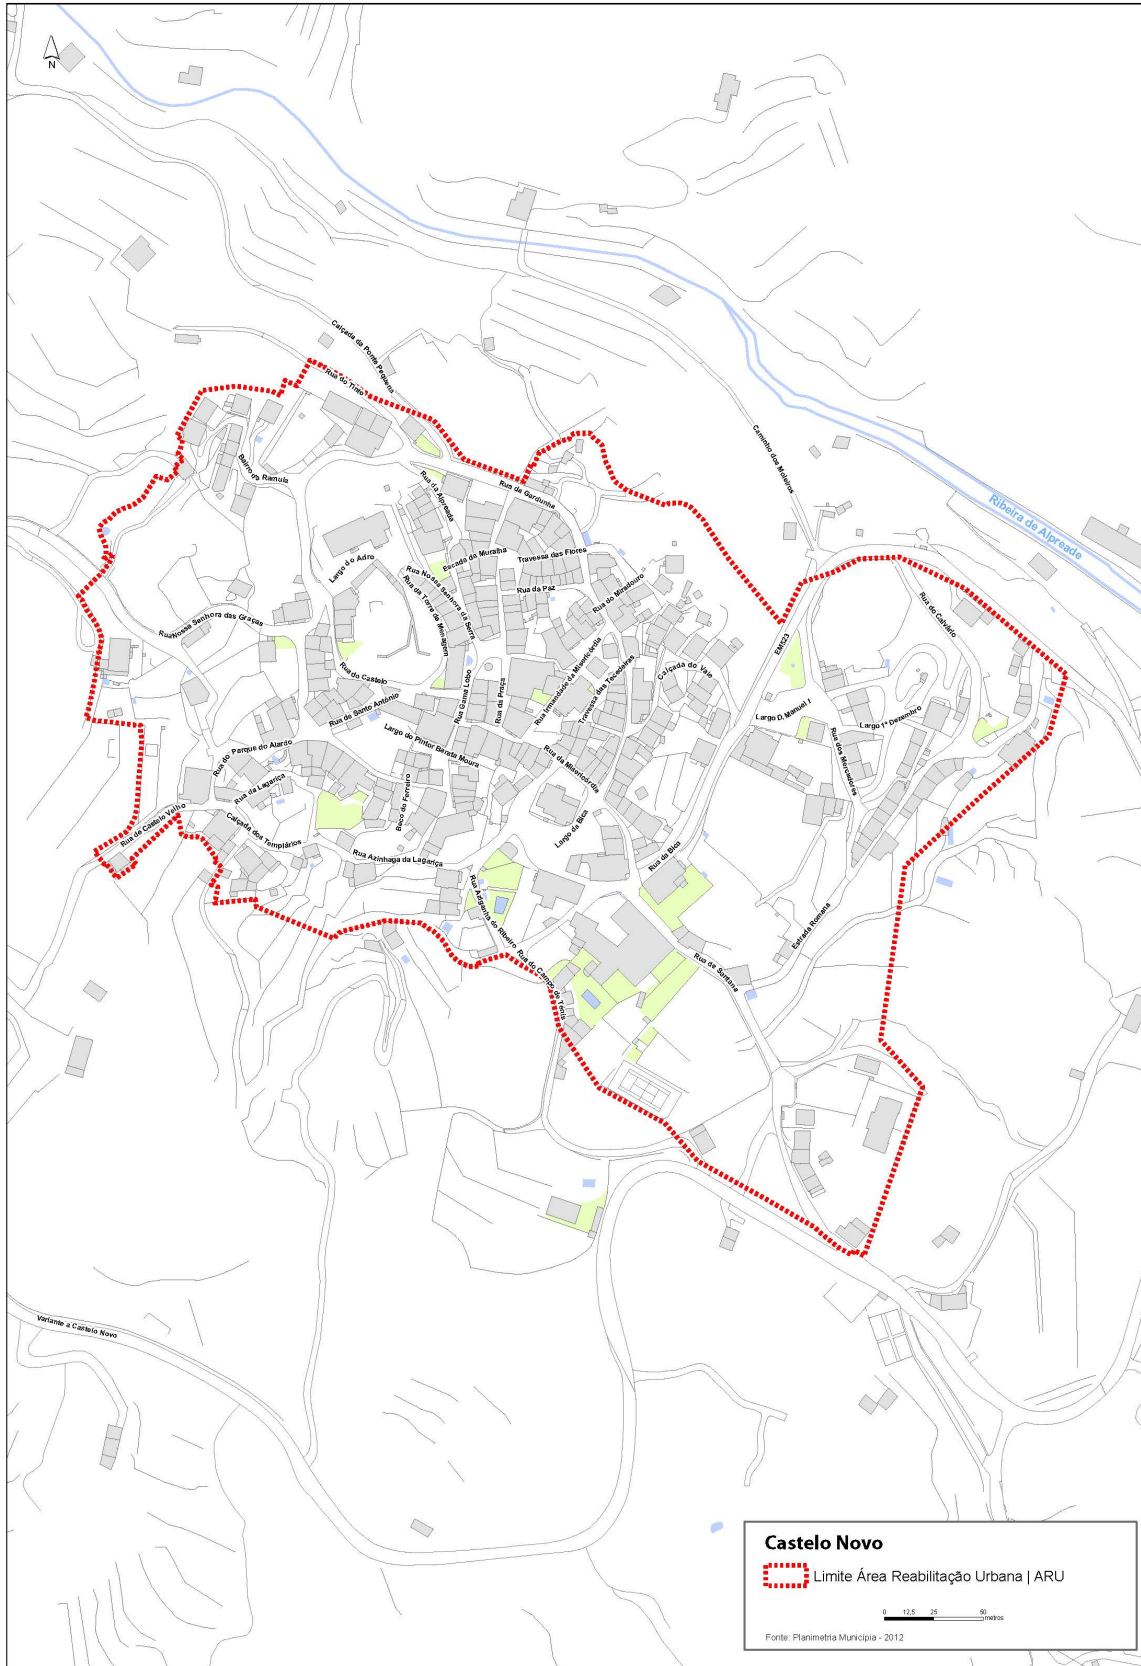 N
Calçada da Ponte Pequena
Rua do Tinto
Bairro da Ramula
Rua da Gardunha
Rua da Alpreada
Caminho dos Moleiros
Ribeira de Alpreade
Escada da Muralha
Travessa das Flores
Largo do Adro
Rua Nossa Senhora da Serra
Rua da Torre de Menagem
Rua da Paz
Rua do Miradouro
Rua do Calvário
RuaNossa Senhora das Graças
EM523
Rua do Castelo
Rua Gama Lobo
Rua da Praça
Rua Irmandade da Misericórdia
Travessa das Tecedeiras
Calçada do Vale
Rua de Santo António
Largo D. Manuel I
Largo 1º Dezembro
Largo do Pintor Barata Moura
Rua do Parque do Alardo
Rua da Misericórdia
Rua dos Mercadores
Rua da Lagariça
Beco do Ferreiro
Rua de Castelo Velho
Calçada dos Templários
Largo da Bica
Rua Azinhaga da Lagariça
Rua da Bica
Rua Aziganha do Ribeiro
Estrada Romana
Rua de Santana
Rua do Campo de Ténis
Variante a Castelo Novo
Castelo Novo
Limite Área Reabilitação Urbana | ARU
0 12,5 25 50
metros
Fonte: Planimetria Municípia - 2012